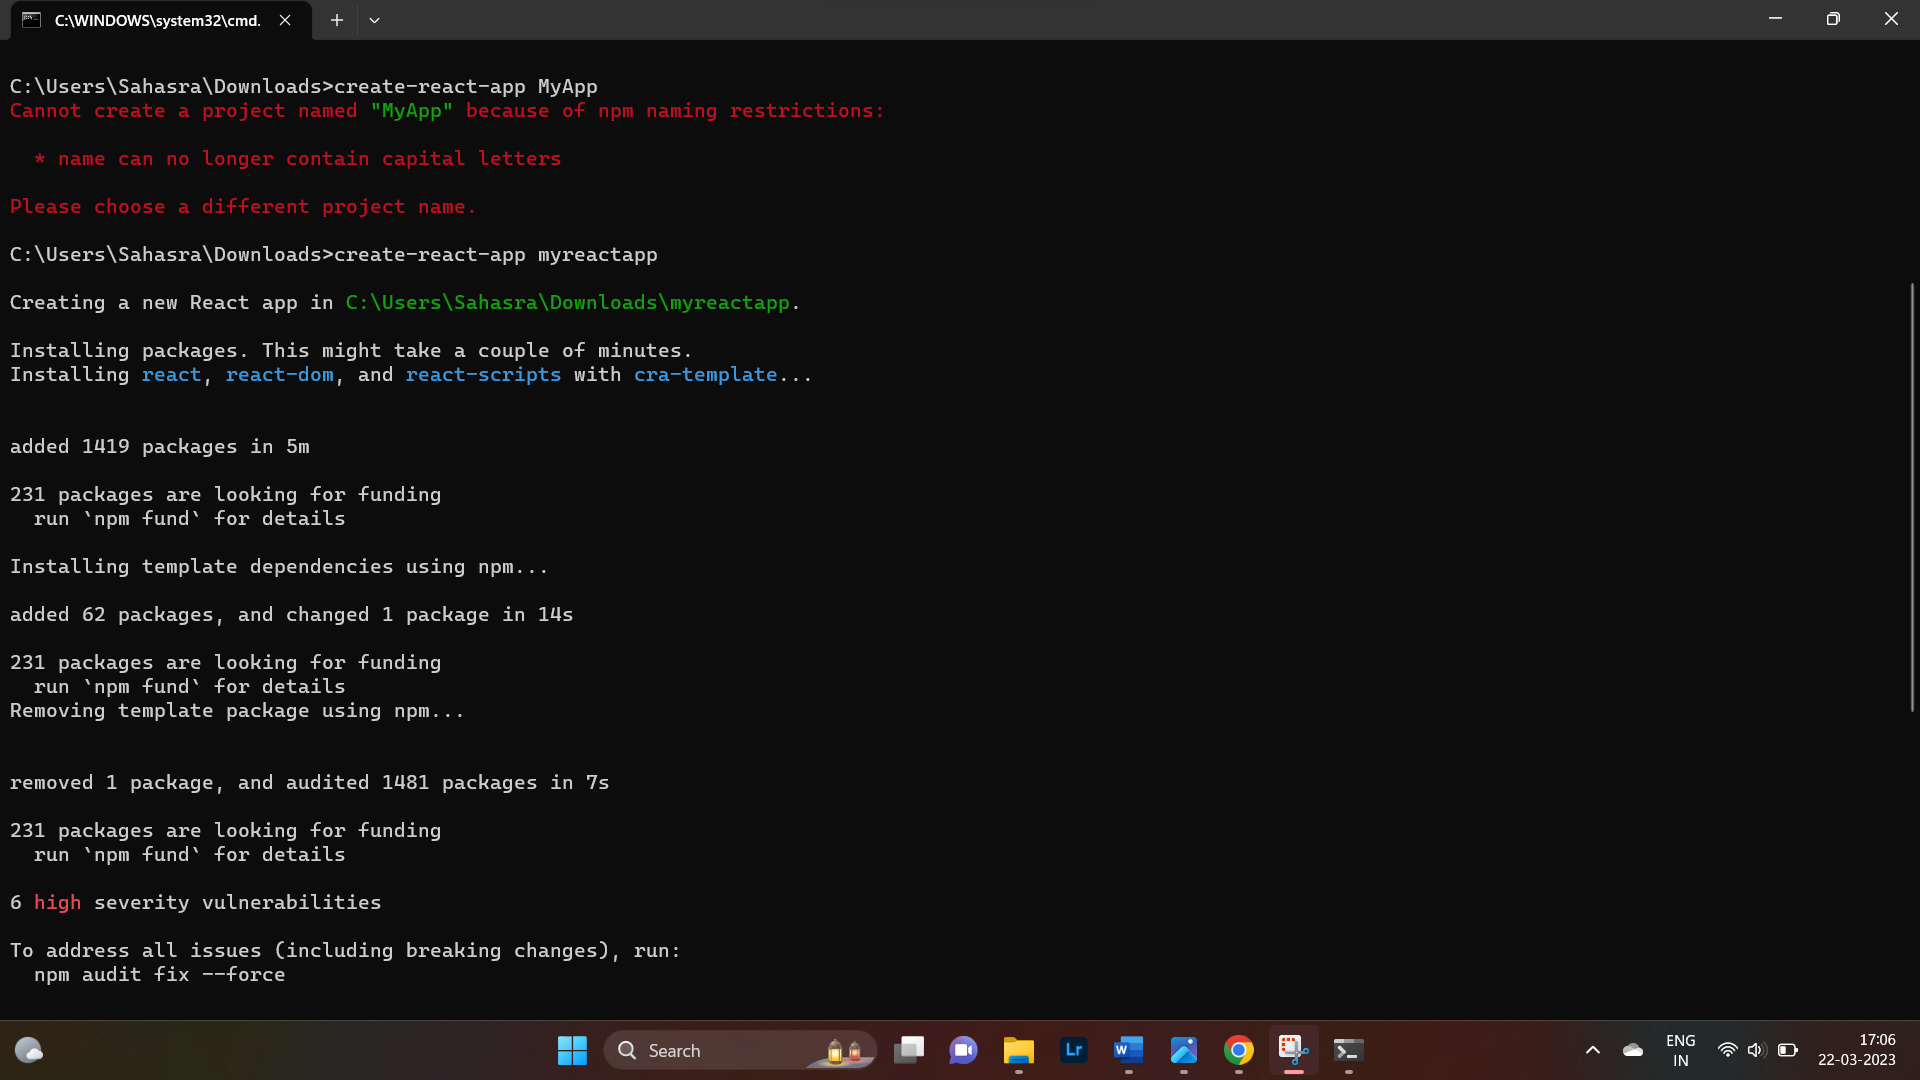 C:\WINDOWS\system32\cmd.
C:\Users\Sahasra\Downloads>create-react-app MyApp
Cannot create a project named "MyApp" because of npm naming restrictions:
* name can no longer contain capital letters
Please choose a different project name.
C:\Users\Sahasra\Downloads>create-react-app myreactapp
Creating a new React app in C:\Users\Sahasra\Downloads\myreactapp.
Installing packages. This might take a couple of minutes.
Installing react, react-dom, and react-scripts with cra-template...
added 1419 packages in 5m
231 packages are looking for funding
run `npm fund` for details
Installing template dependencies using npm...
added 62 packages, and changed 1 package in 14s
231 packages are looking for funding
run `npm fund` for details
Removing template package using npm...
removed 1 package, and audited 1481 packages in 7s
231 packages are looking for funding
run `npm fund` for details
6 high severity vulnerabilities
To address all issues (including breaking changes), run:
npm audit fix --force
Search
Lr
W
ENG
IN
17:06
22-03-2023